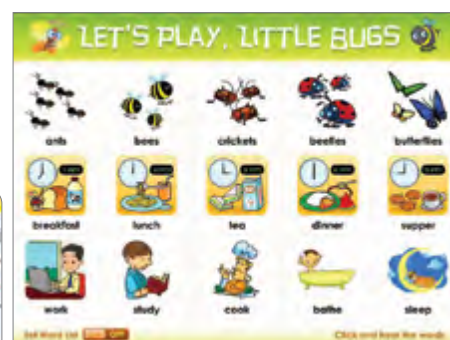 LET'S PLAY, LITTLE BUGS
ants bees crickets beetles butterflies
breakfast lunch tea dinner supper
work study cook bathe sleep
Click and hear the words